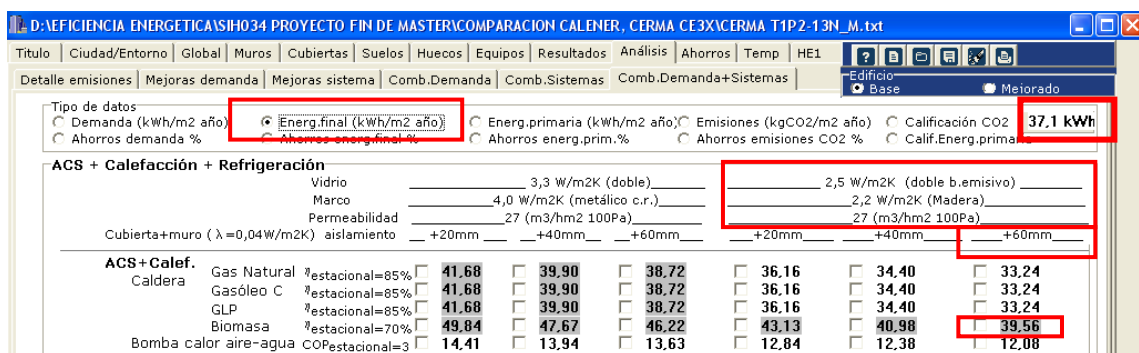 D:\EFICIENCIA ENERGETICA\SIH034 PROYECTO FIN DE MASTER\COMPARACION CALENER, CERMA CE3X\CERMA T1P2-13N_M.txt
Titulo Ciudad/Entorno Global Muros Cubiertas Suelos Huecos Equipos Resultados Análisis Ahorros Temp HE1
Detalle emisiones Mejoras demanda Mejoras sistema Comb.Demanda Comb.Sistemas Comb.Demanda+Sistemas
Edificio
Base Mejorado
Tipo de datos
Demanda (kWh/m2 año) Energ.final (kWh/m2 año) Energ.primaria (kWh/m2 año) Emisiones (kgCO2/m2 año) Calificación CO2 37,1 kWh
Ahorros demanda % Ahorros energ.final % Ahorros energ.prim.% Ahorros emisiones CO2 % Calif.Energ.primaria
ACS + Calefacción + Refrigeración
Vidrio 3,3 W/m2K (doble) 2,5 W/m2K (doble b.emisivo)
Marco 4,0 W/m2K (metálico c.r.) 2,2 W/m2K (Madera)
Permeabilidad 27 (m3/hm2 100Pa) 27 (m3/hm2 100Pa)
Cubierta+muro (λ=0,04W/m2K) aislamiento +20mm +40mm +60mm +20mm +40mm +60mm
ACS+Calef.
Caldera Gas Natural ηestacional=85% 41,68 39,90 38,72 36,16 34,40 33,24
Gasóleo C ηestacional=85% 41,68 39,90 38,72 36,16 34,40 33,24
GLP ηestacional=85% 41,68 39,90 38,72 36,16 34,40 33,24
Biomasa ηestacional=70% 49,84 47,67 46,22 43,13 40,98 39,56
Bomba calor aire-agua COPestacional=3 14,41 13,94 13,63 12,84 12,38 12,08